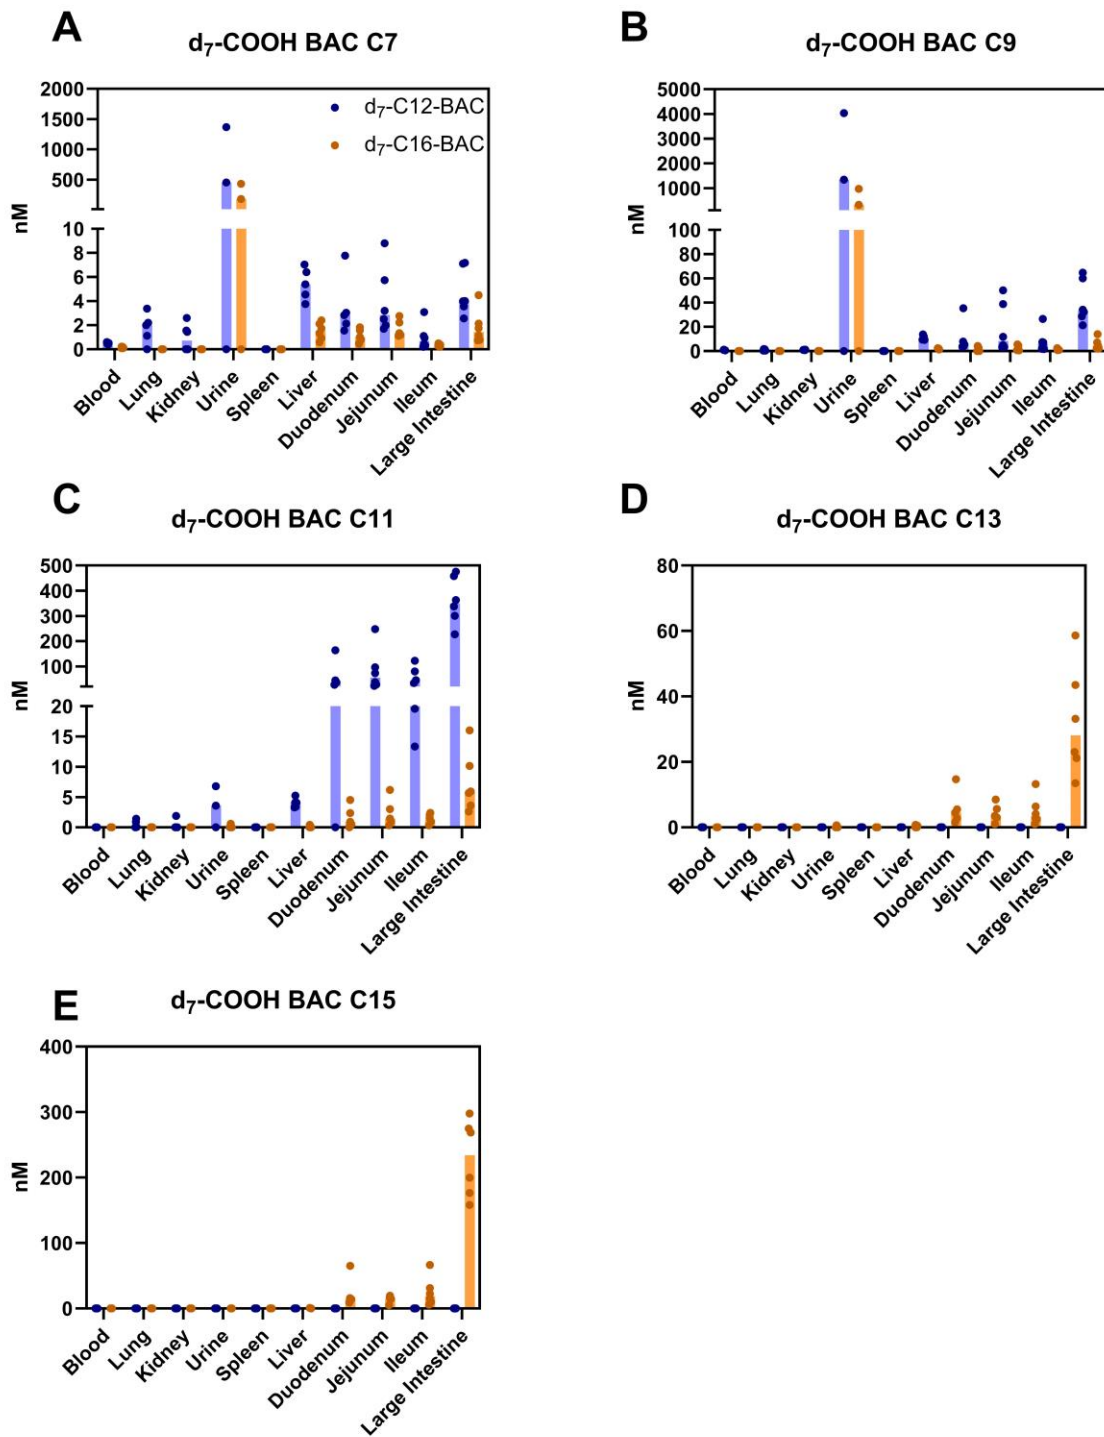 A
d₇-COOH BAC C7
2000
1500
1000
500
10
8
6
4
2
0
nM
d₇-C12-BAC
d₇-C16-BAC
Blood
Lung
Kidney
Urine
Spleen
Liver
Duodenum
Jejunum
Ileum
Large Intestine
B
d₇-COOH BAC C9
5000
4000
3000
2000
1000
100
80
60
40
20
0
nM
Blood
Lung
Kidney
Urine
Spleen
Liver
Duodenum
Jejunum
Ileum
Large Intestine
C
d₇-COOH BAC C11
500
400
300
200
100
20
15
10
5
0
nM
Blood
Lung
Kidney
Urine
Spleen
Liver
Duodenum
Jejunum
Ileum
Large Intestine
D
d₇-COOH BAC C13
80
60
40
20
0
nM
Blood
Lung
Kidney
Urine
Spleen
Liver
Duodenum
Jejunum
Ileum
Large Intestine
E
d₇-COOH BAC C15
400
300
200
100
0
nM
Blood
Lung
Kidney
Urine
Spleen
Liver
Duodenum
Jejunum
Ileum
Large Intestine